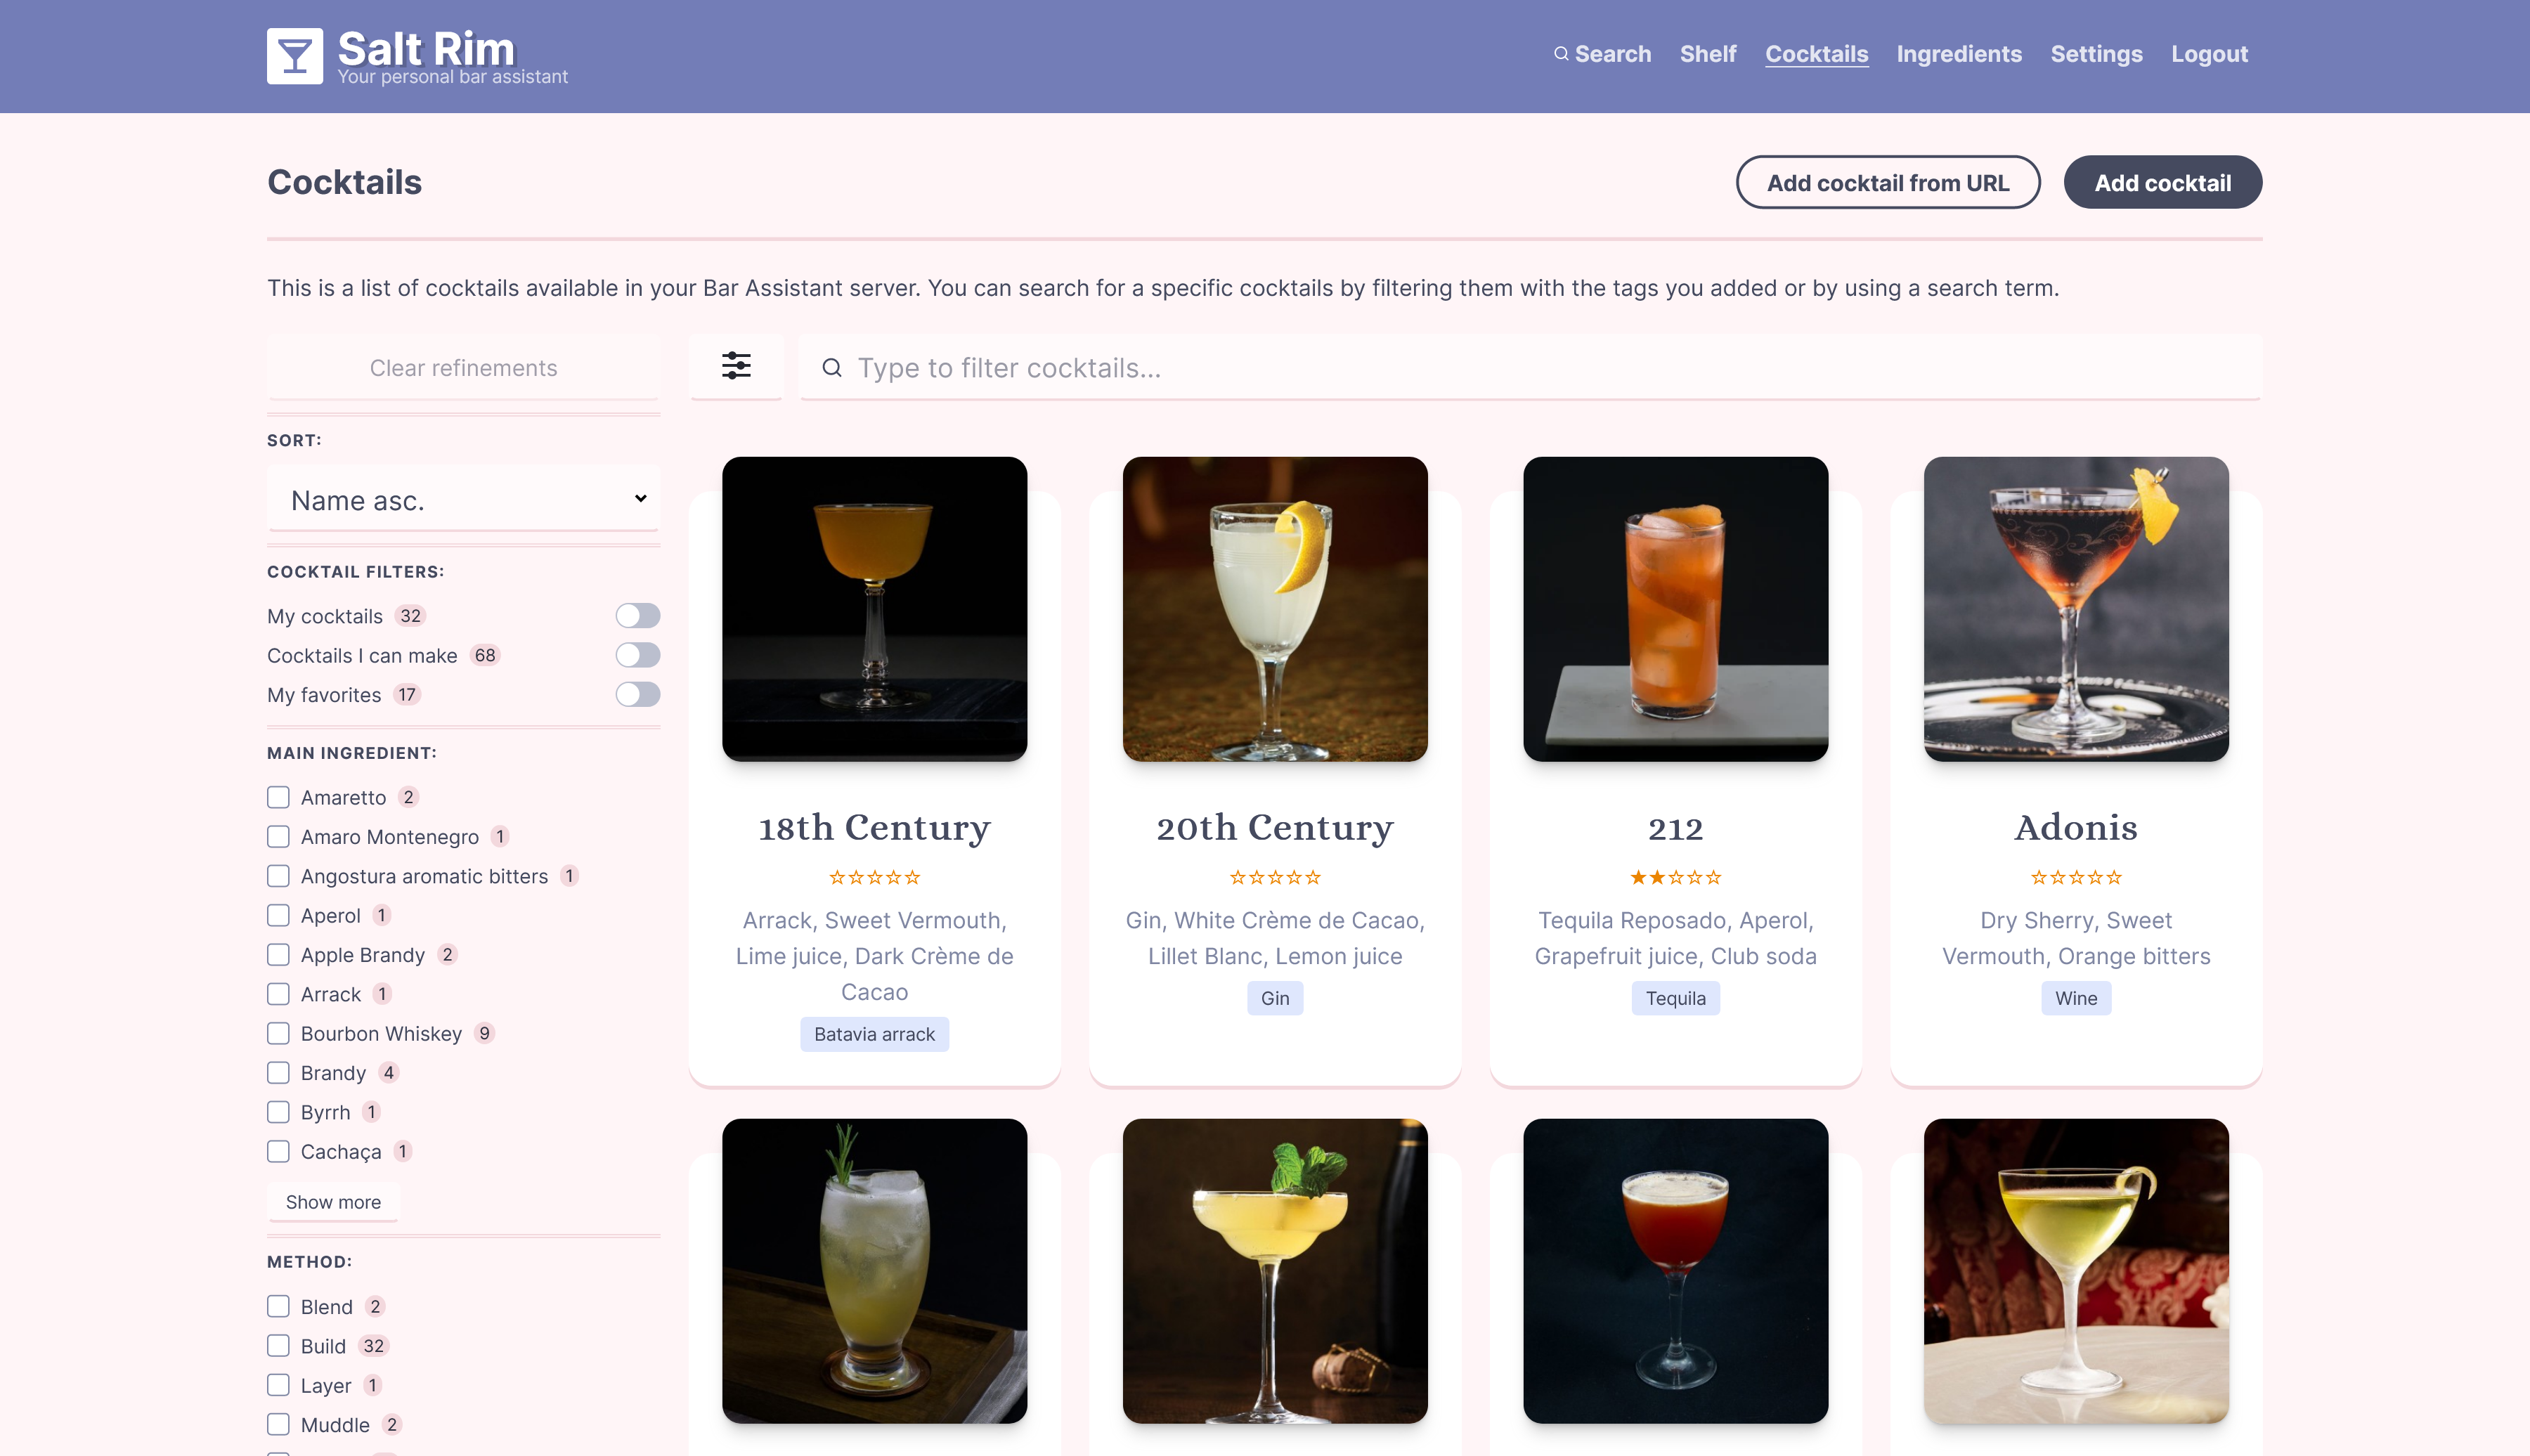 Salt Rim
Your personal bar assistant
Search
Shelf
Cocktails
Ingredients
Settings
Logout
Cocktails
Add cocktail from URL
Add cocktail
This is a list of cocktails available in your Bar Assistant server. You can search for a specific cocktails by filtering them with the tags you added or by using a search term.
Clear refinements
Type to filter cocktails...
SORT:
Name asc.
COCKTAIL FILTERS:
My cocktails 32
Cocktails I can make 68
My favorites 17
MAIN INGREDIENT:
Amaretto 2
Amaro Montenegro 1
Angostura aromatic bitters 1
Aperol 1
Apple Brandy 2
Arrack 1
Bourbon Whiskey 9
Brandy 4
Byrrh 1
Cachaça 1
Show more
METHOD:
Blend 2
Build 32
Layer 1
Muddle 2
18th Century
Arrack, Sweet Vermouth,
Lime juice, Dark Crème de
Cacao
Batavia arrack
20th Century
Gin, White Crème de Cacao,
Lillet Blanc, Lemon juice
Gin
212
Tequila Reposado, Aperol,
Grapefruit juice, Club soda
Tequila
Adonis
Dry Sherry, Sweet
Vermouth, Orange bitters
Wine